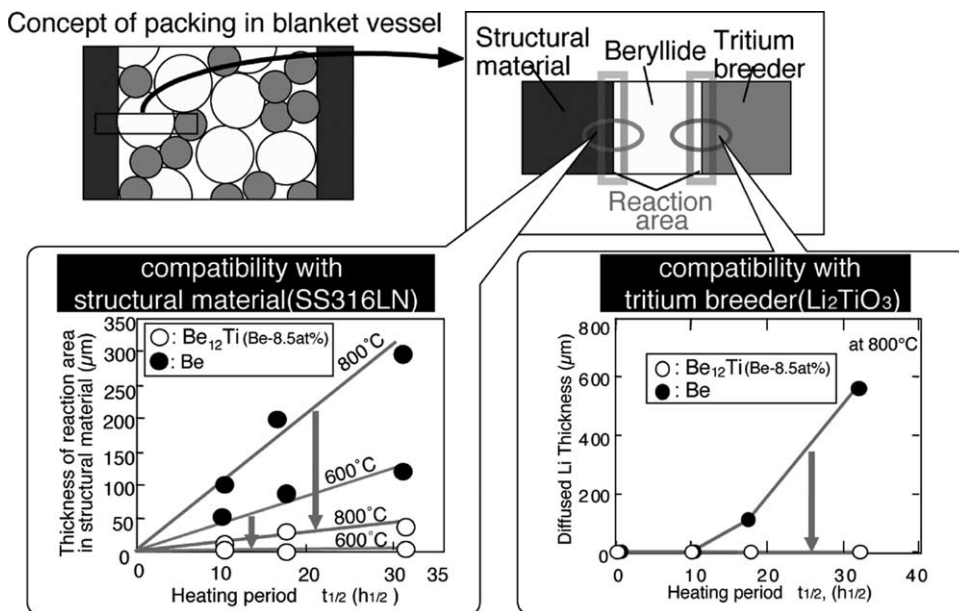 Concept of packing in blanket vessel
Structural
material
Beryllide
Tritium
breeder
Reaction
area
compatibility with
structural material(SS316LN)
Thickness of reaction area
in structural material (µm)
350
300
250
200
150
100
50
0
○: Be₁₂Ti (Be-8.5at%)
●: Be
800°C
600°C
800°C
600°C
0
10
20
30
35
Heating period t1/2 (h1/2 )
compatibility with
tritium breeder(Li₂TiO₃)
Diffused Li Thickness (µm)
800
600
400
200
0
at 800°C
○: Be₁₂Ti (Be-8.5at%)
●: Be
0
10
20
30
40
Heating period t1/2, (h1/2)